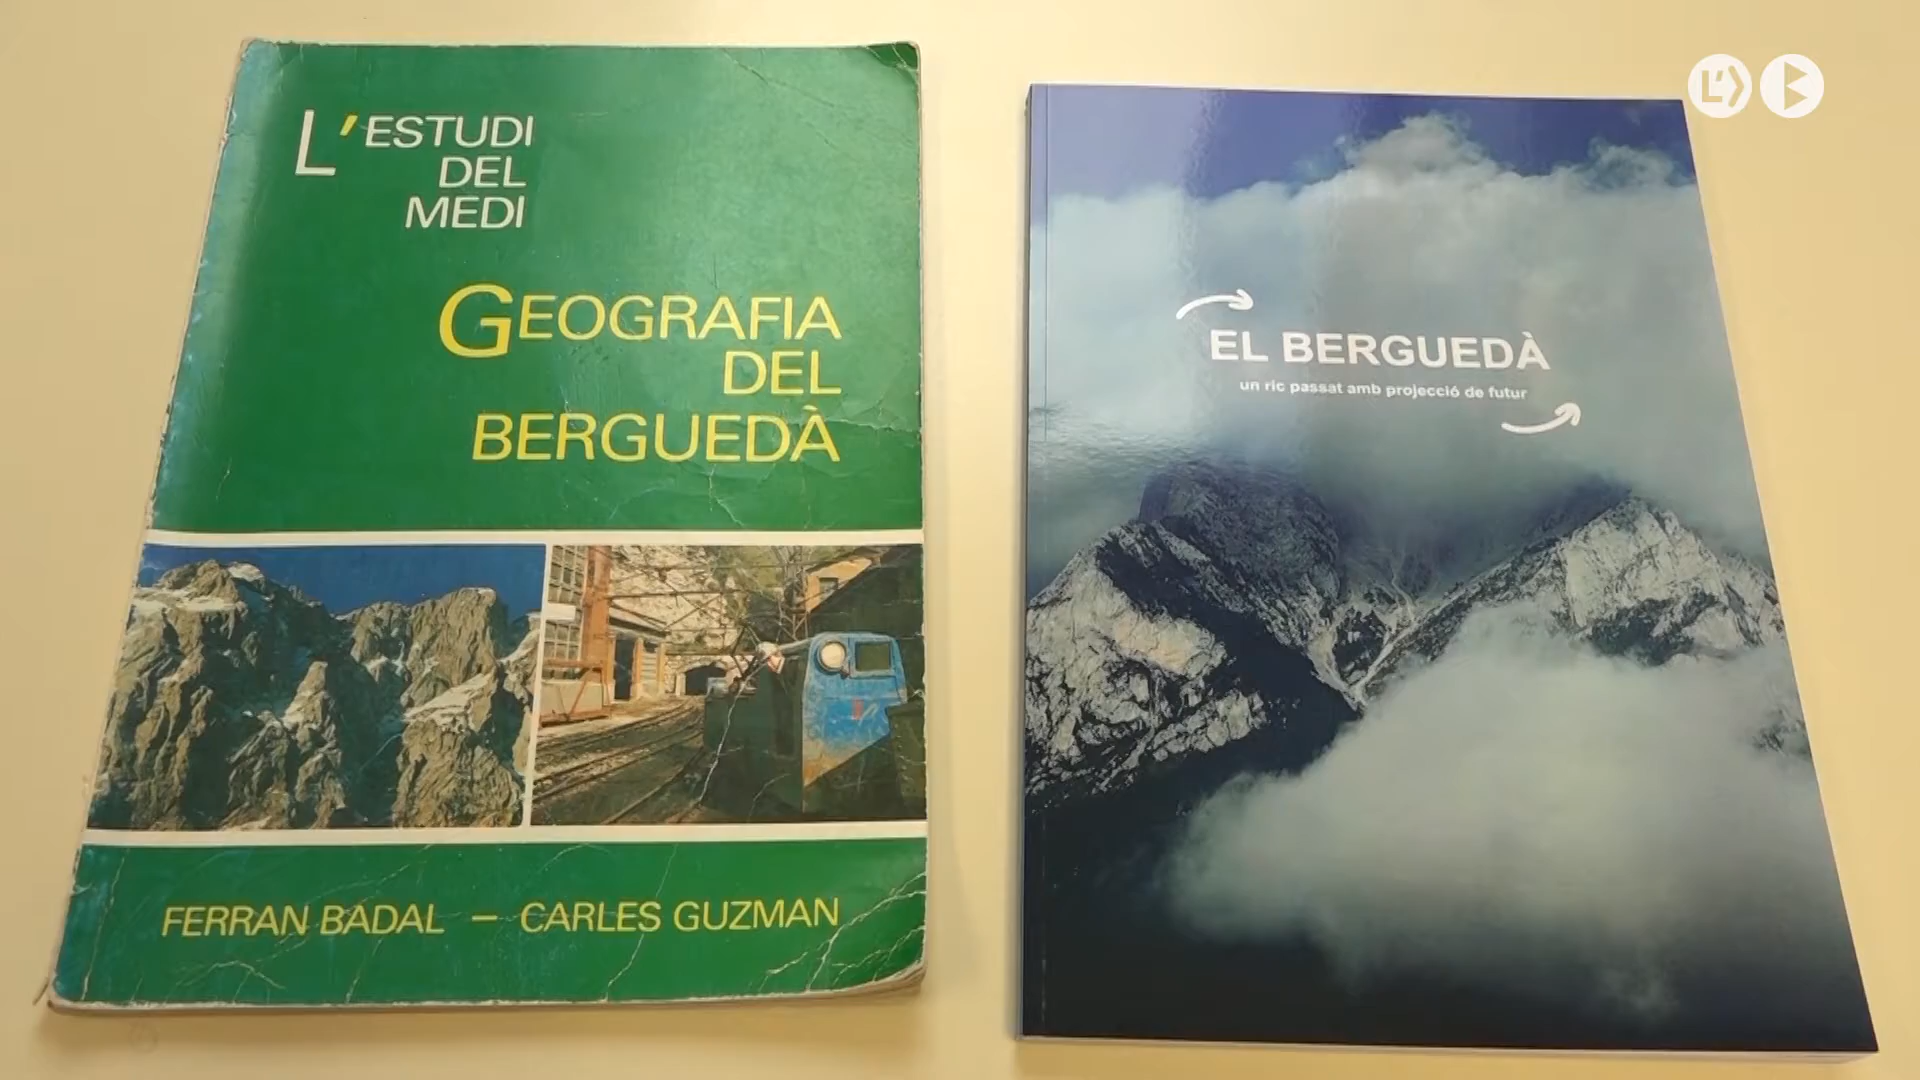 L'ESTUDI
DEL
MEDI
GEOGRAFIA
DEL
BERGUEDÀ
FERRAN BADAL – CARLES GUZMAN
EL BERGUEDÀ
un ric passat amb projecció de futur
L'